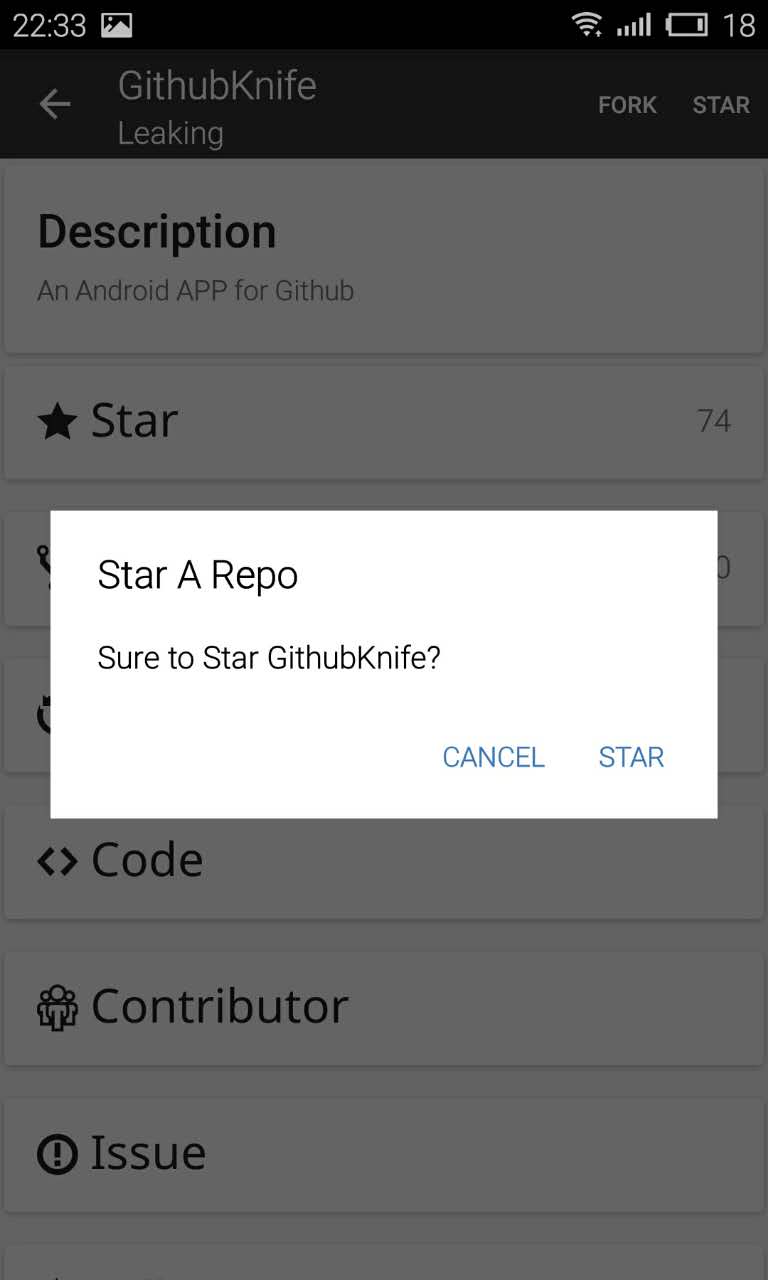 22:33 18
GithubKnife
Leaking
FORK STAR
Description
An Android APP for Github
Star 74
0
Star A Repo
Sure to Star GithubKnife?
CANCEL STAR
Code
Contributor
Issue